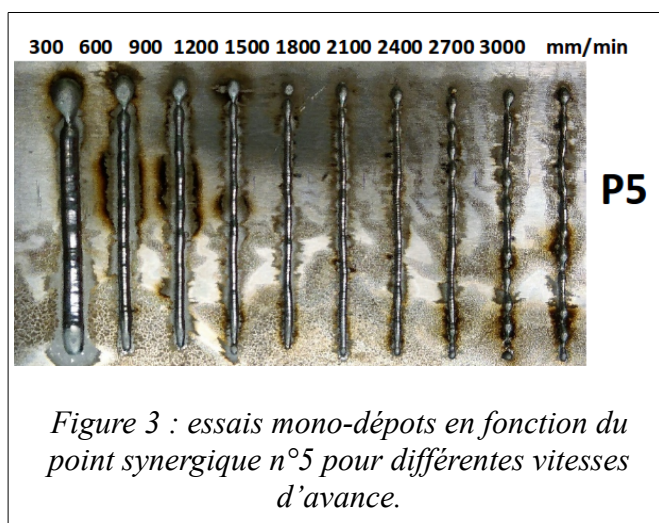 300 600 900 1200 1500 1800 2100 2400 2700 3000 mm/min
P5
Figure 3 : essais mono-dépots en fonction du
point synergique n°5 pour différentes vitesses
d’avance.